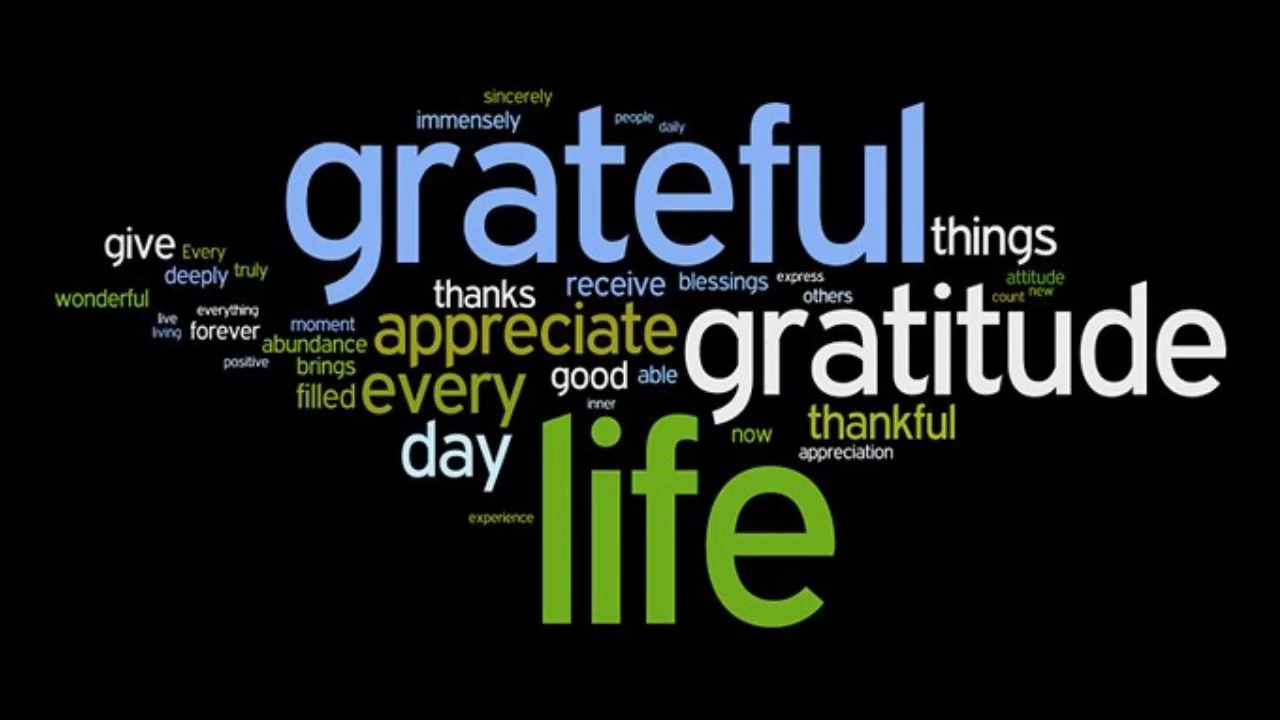 sincerely
immensely
people
daily
grateful
things
give
Every
deeply
truly
wonderful
thanks
receive
blessings
express
others
attitude
count
new
everything
live
living
forever
moment
abundance
appreciate
gratitude
positive
brings
filled
every
good
able
inner
day
life
now
thankful
appreciation
experience